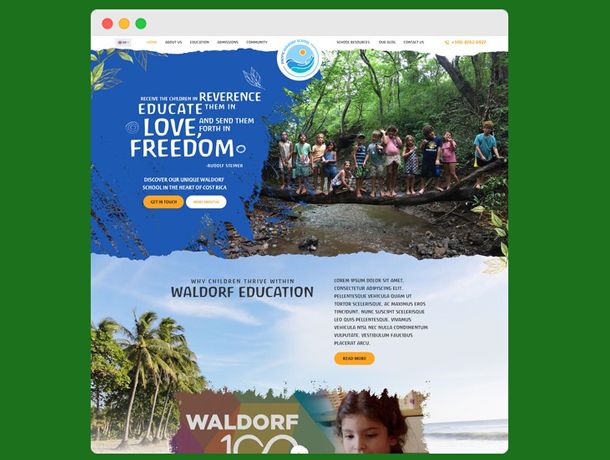 EN
HOME ABOUT US EDUCATION ADMISSIONS COMMUNITY SCHOOL RESOURCES OUR BLOG CONTACT US
RECEIVE THE CHILDREN IN REVERENCE
EDUCATE THEM IN
LOVE, AND SEND THEM FORTH IN
FREEDOM
-RUDOLF STEINER
DISCOVER OUR UNIQUE WALDORF
SCHOOL IN THE HEART OF COSTA RICA
GET IN TOUCH
WHY CHILDREN THRIVE WITHIN
WALDORF EDUCATION
LOREM IPSUM DOLOR SIT AMET,
CONSECTETUR ADIPISCING ELIT.
PELLENTESQUE VEHICULA QUAM UT
TORTOR SCELERISQUE, AC MAXIMUS EROS
TINCIDUNT. NUNC SUSCIPIT SCELERISQUE
LEO QUIS PELLENTESQUE. VIVAMUS
VEHICULA NISL NEC NULLA CONDIMENTUM
VULPUTATE. VESTIBULUM FAUCIBUS
PLACERAT ARCU.
READ MORE
WALDORF
100